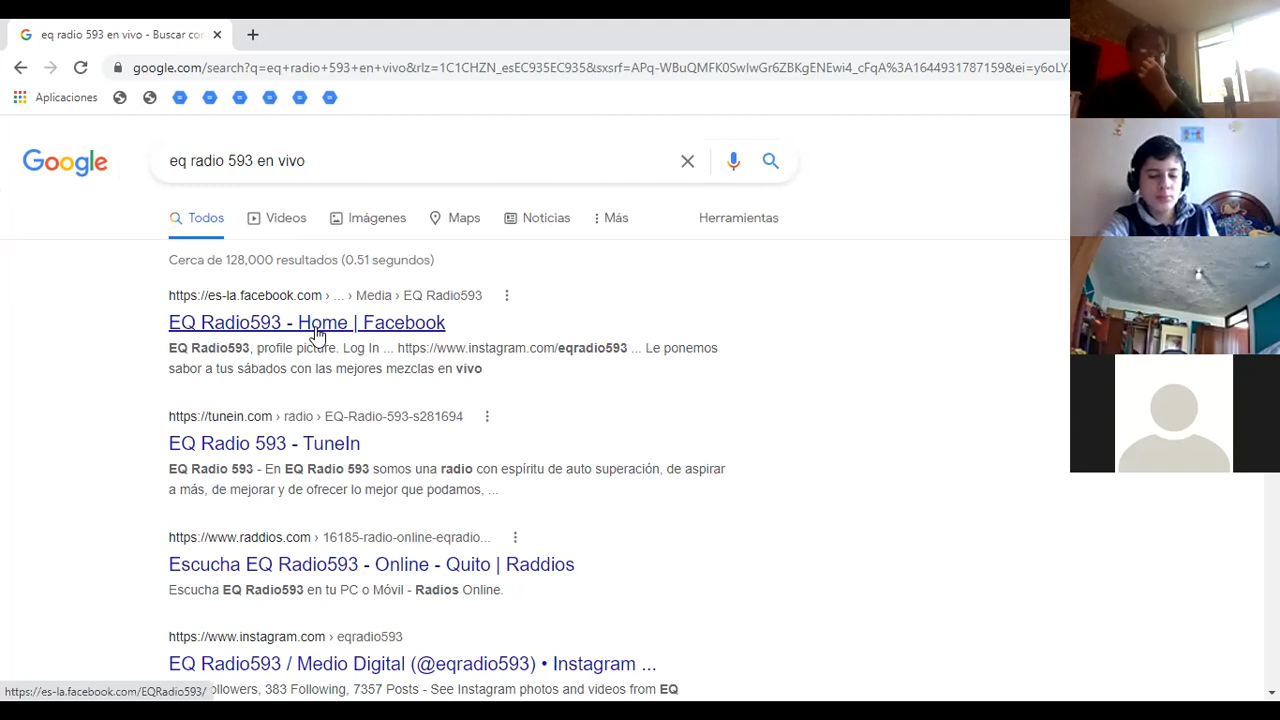 eq radio 593 en vivo - Buscar co
google.com/search?q=eq+radio+593+en+vivo&rlz=1C1CHZN_esEC935EC935&sxsrf=APq-WBuQMFK0SwIwGr6ZBKgENEwi4_cFqA%3A1644931787159&ei=y6oLY
Aplicaciones
Google
eq radio 593 en vivo
Todos
Videos
Imágenes
Maps
Noticias
Más
Herramientas
Cerca de 128,000 resultados (0.51 segundos)
https://es-la.facebook.com › ... › Media › EQ Radio593
EQ Radio593 - Home | Facebook
EQ Radio593, profile picture. Log In ... https://www.instagram.com/eqradio593 ... Le ponemos
sabor a tus sábados con las mejores mezclas en vivo
https://tunein.com › radio › EQ-Radio-593-s281694
EQ Radio 593 - TuneIn
EQ Radio 593 - En EQ Radio 593 somos una radio con espíritu de auto superación, de aspirar
a más, de mejorar y de ofrecer lo mejor que podamos, ...
https://www.raddios.com › 16185-radio-online-eqradio...
Escucha EQ Radio593 - Online - Quito | Raddios
Escucha EQ Radio593 en tu PC o Móvil - Radios Online.
https://www.instagram.com › eqradio593
EQ Radio593 / Medio Digital (@eqradio593) • Instagram ...
ollowers, 383 Following, 7357 Posts - See Instagram photos and videos from EQ
https://es-la.facebook.com/EQRadio593/